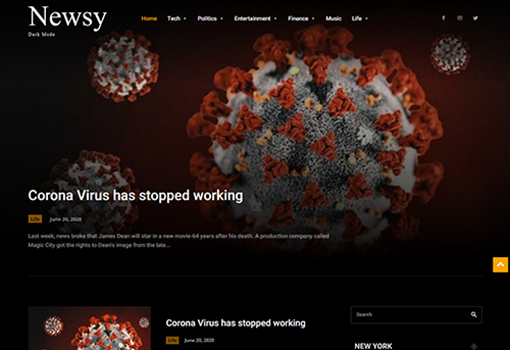 Newsy
Dark Mode
Home Tech Politics Entertainment Finance Music Life
Corona Virus has stopped working
Life June 20, 2020
Last week, news broke that James Dean will star in a new movie-64 years after his death. A production company called
Magic City got the rights to Dean's image from the late...
Corona Virus has stopped working
Life June 20, 2020
Search
NEW YORK